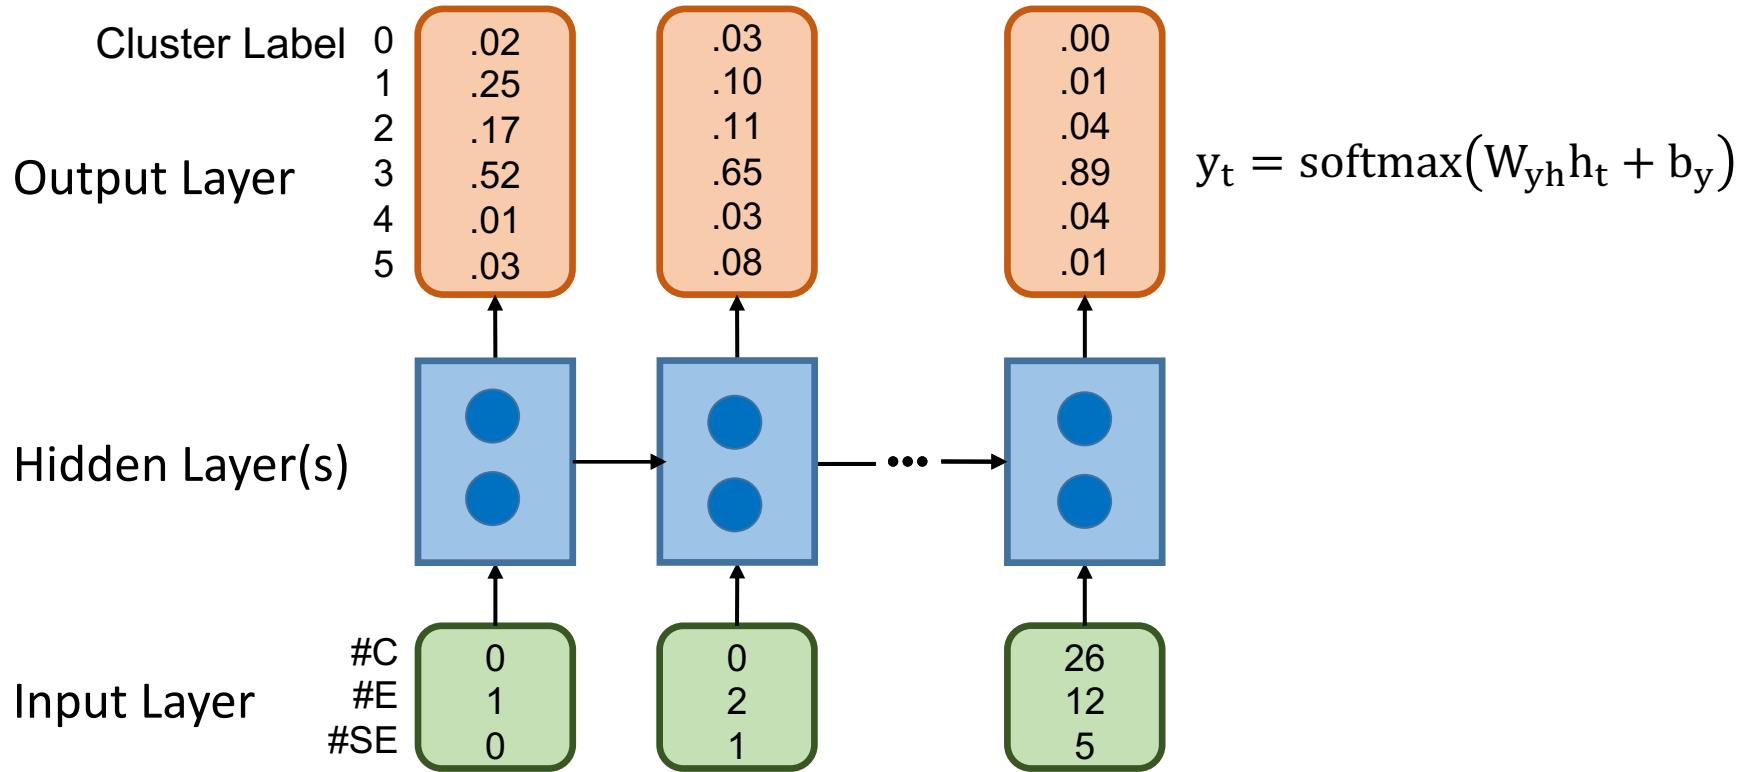 Cluster Label 0 .02 .03 .00
1 .25 .10 .01
2 .17 .11 .04
Output Layer 3 .52 .65 .89 yt = softmax(Wyhht + by)
4 .01 .03 .04
5 .03 .08 .01
Hidden Layer(s) •••
#C 0 0 26
Input Layer #E 1 2 12
#SE 0 1 5